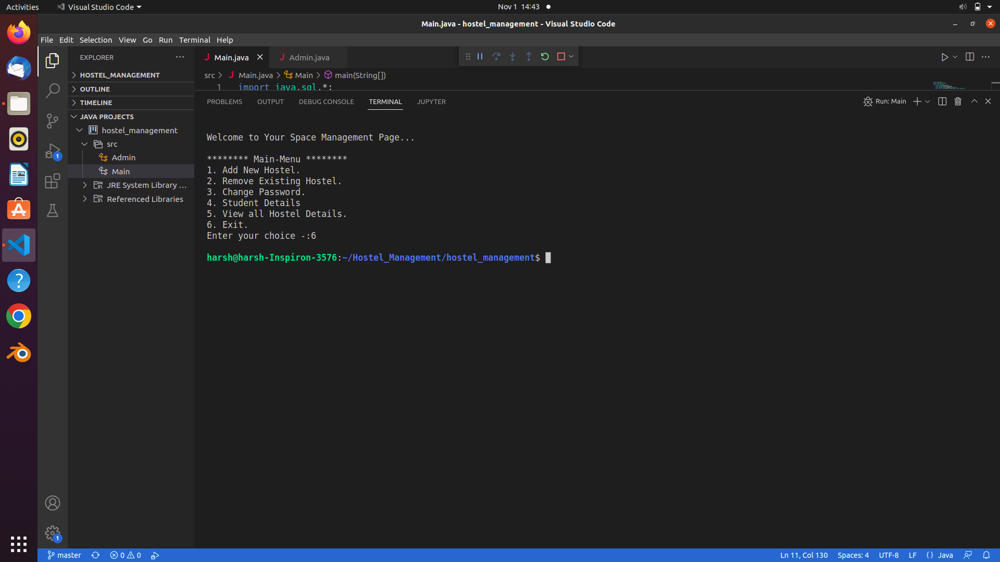 Activities
Visual Studio Code
Nov 1 14:43
Main.java - hostel_management - Visual Studio Code
File Edit Selection View Go Run Terminal Help
EXPLORER
HOSTEL_MANAGEMENT
OUTLINE
TIMELINE
JAVA PROJECTS
hostel_management
src
Admin
Main
JRE System Library ...
Referenced Libraries
Main.java
Admin.java
src > Main.java > Main > main(String[])
1 import java.sql.*;
PROBLEMS OUTPUT DEBUG CONSOLE TERMINAL JUPYTER
Run: Main
Welcome to Your Space Management Page...
******** Main-Menu ********
1. Add New Hostel.
2. Remove Existing Hostel.
3. Change Password.
4. Student Details
5. View all Hostel Details.
6. Exit.
Enter your choice -:6
harsh@harsh-Inspiron-3576:~/Hostel_Management/hostel_management$
1
1
master
0 0
Ln 11, Col 130
Spaces: 4
UTF-8
LF
{ } Java